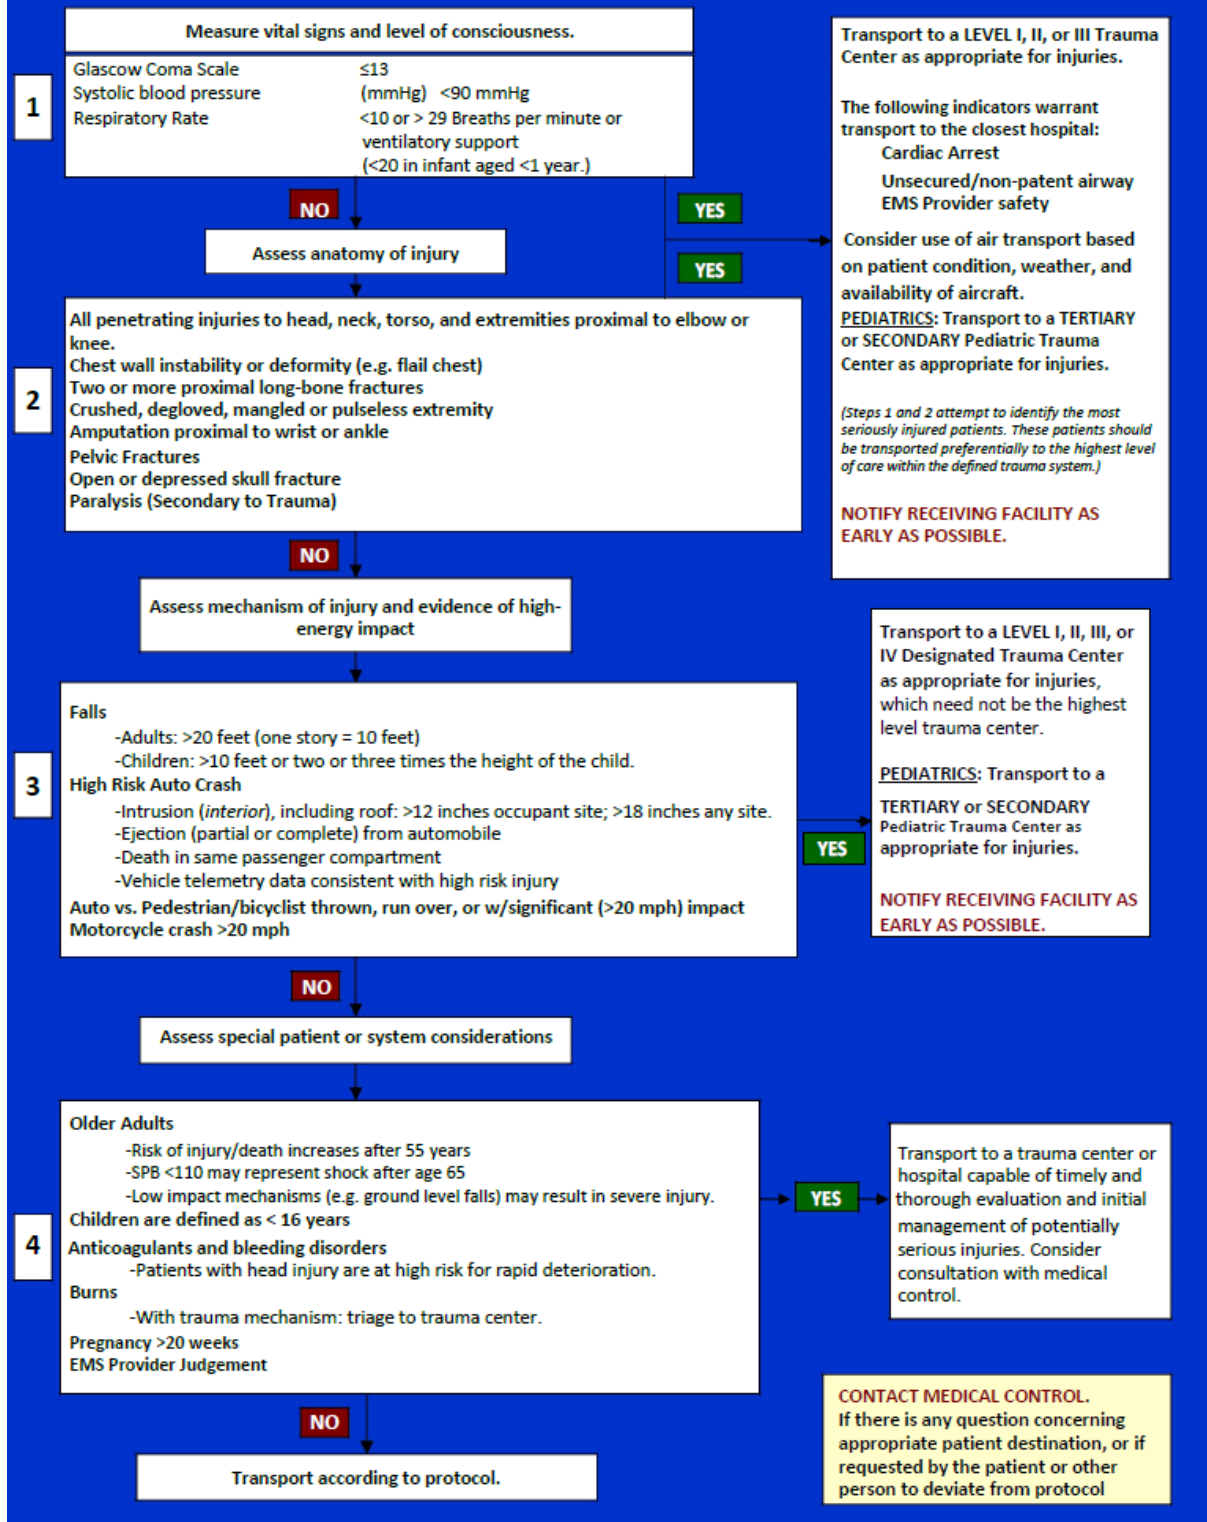 Measure vital signs and level of consciousness.
1
Glascow Coma Scale ≤13
Systolic blood pressure (mmHg) <90 mmHg
Respiratory Rate <10 or > 29 Breaths per minute or
ventilatory support
(<20 in infant aged <1 year.)
NO
YES
YES
Assess anatomy of injury
Transport to a LEVEL I, II, or III Trauma
Center as appropriate for injuries.
The following indicators warrant
transport to the closest hospital:
Cardiac Arrest
Unsecured/non-patent airway
EMS Provider safety
Consider use of air transport based
on patient condition, weather, and
availability of aircraft.
PEDIATRICS: Transport to a TERTIARY
or SECONDARY Pediatric Trauma
Center as appropriate for injuries.
(Steps 1 and 2 attempt to identify the most
seriously injured patients. These patients should
be transported preferentially to the highest level
of care within the defined trauma system.)
NOTIFY RECEIVING FACILITY AS
EARLY AS POSSIBLE.
2
All penetrating injuries to head, neck, torso, and extremities proximal to elbow or
knee.
Chest wall instability or deformity (e.g. flail chest)
Two or more proximal long-bone fractures
Crushed, degloved, mangled or pulseless extremity
Amputation proximal to wrist or ankle
Pelvic Fractures
Open or depressed skull fracture
Paralysis (Secondary to Trauma)
NO
Assess mechanism of injury and evidence of high-
energy impact
3
Falls
-Adults: >20 feet (one story = 10 feet)
-Children: >10 feet or two or three times the height of the child.
High Risk Auto Crash
-Intrusion (interior), including roof: >12 inches occupant site; >18 inches any site.
-Ejection (partial or complete) from automobile
-Death in same passenger compartment
-Vehicle telemetry data consistent with high risk injury
Auto vs. Pedestrian/bicyclist thrown, run over, or w/significant (>20 mph) impact
Motorcycle crash >20 mph
YES
Transport to a LEVEL I, II, III, or
IV Designated Trauma Center
as appropriate for injuries,
which need not be the highest
level trauma center.
PEDIATRICS: Transport to a
TERTIARY or SECONDARY
Pediatric Trauma Center as
appropriate for injuries.
NOTIFY RECEIVING FACILITY AS
EARLY AS POSSIBLE.
NO
Assess special patient or system considerations
4
Older Adults
-Risk of injury/death increases after 55 years
-SPB <110 may represent shock after age 65
-Low impact mechanisms (e.g. ground level falls) may result in severe injury.
Children are defined as < 16 years
Anticoagulants and bleeding disorders
-Patients with head injury are at high risk for rapid deterioration.
Burns
-With trauma mechanism: triage to trauma center.
Pregnancy >20 weeks
EMS Provider Judgement
YES
Transport to a trauma center or
hospital capable of timely and
thorough evaluation and initial
management of potentially
serious injuries. Consider
consultation with medical
control.
NO
Transport according to protocol.
CONTACT MEDICAL CONTROL.
If there is any question concerning
appropriate patient destination, or if
requested by the patient or other
person to deviate from protocol